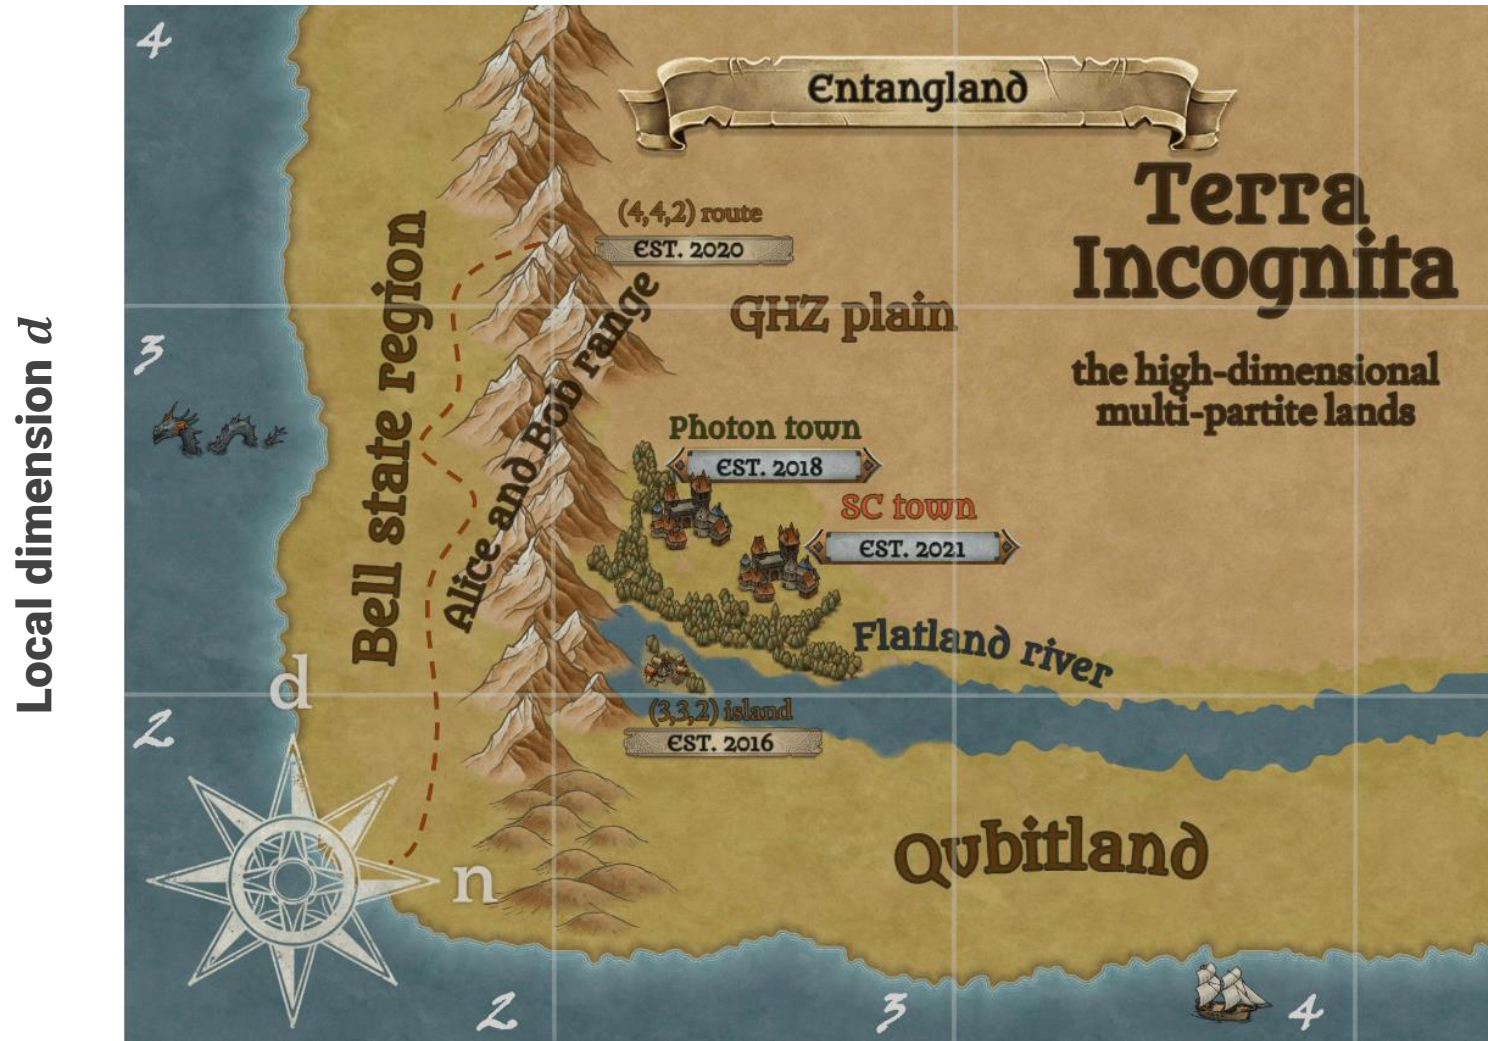 4
Entangland
Terra
Incognita
(4,4,2) route
EST. 2020
GHZ plain
3
the high-dimensional
multi-partite lands
Local dimension d
Bell state region
Alice and Bob range
Photon town
EST. 2018
SC town
EST. 2021
Flatland river
d
(3,3,2) island
EST. 2016
2
Qubitland
n
2
3
4